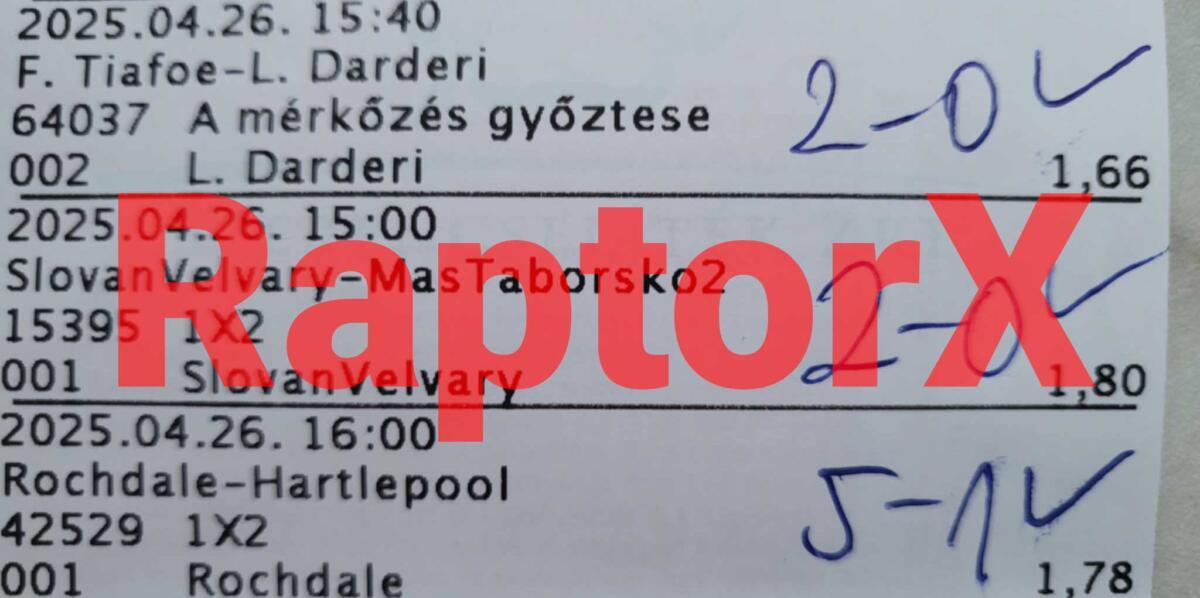 2025.04.26. 15:40
F. Tiafoe-L. Darderi
64037 A mérkőzés győztese
2-0 ✓
002 L. Darderi 1,66
2025.04.26. 15:00
SlovanVelvary-MasTaborsko2
RaptorX
15395 1X2
2-0 ✓
001 SlovanVelvary 1,80
2025.04.26. 16:00
Rochdale-Hartlepool
42529 1X2
5-1 ✓
001 Rochdale 1,78